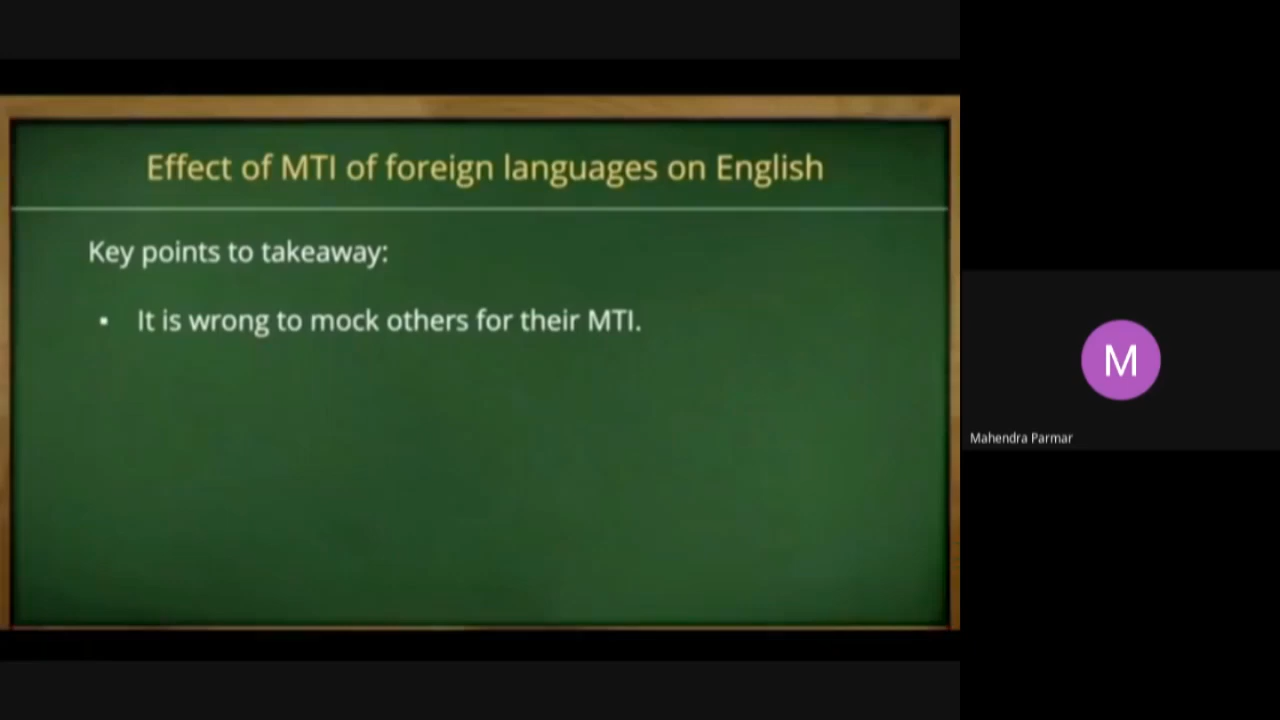 Effect of MTI of foreign languages on English
Key points to takeaway:
▪ It is wrong to mock others for their MTI.
M
Mahendra Parmar